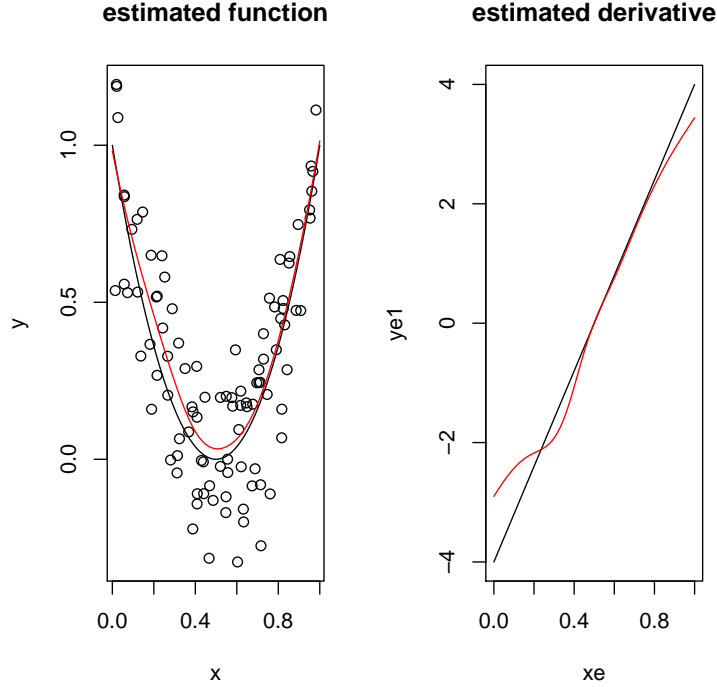 estimated function
estimated derivative
y
0.0
0.5
1.0
0.0
0.4
0.8
x
ye1
−4
−2
0
2
4
0.0
0.4
0.8
xe